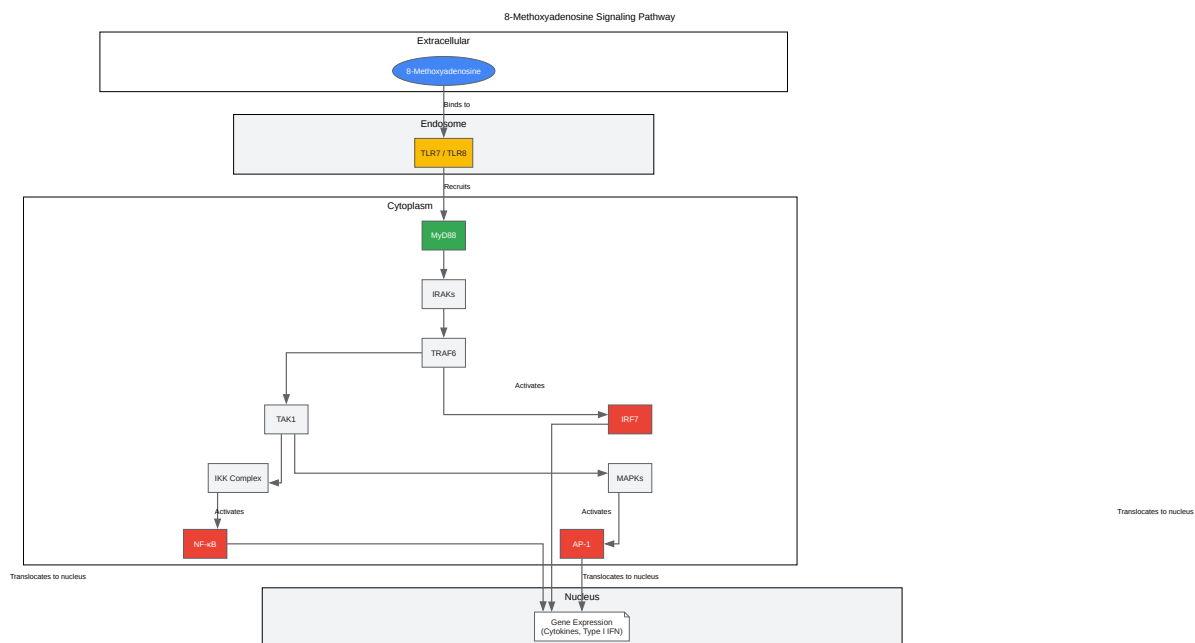 8-Methoxyadenosine Signaling Pathway
Extracellular
8-Methoxyadenosine
Binds to
Endosome
TLR7 / TLR8
Recruits
Cytoplasm
MyD88
IRAKs
TRAF6
Activates
TAK1
IRF7
IKK Complex
MAPKs
Activates
Activates
Translocates to nucleus
NF-κB
AP-1
Translocates to nucleus
Translocates to nucleus
Nucleus
Gene Expression
(Cytokines, Type I IFN)